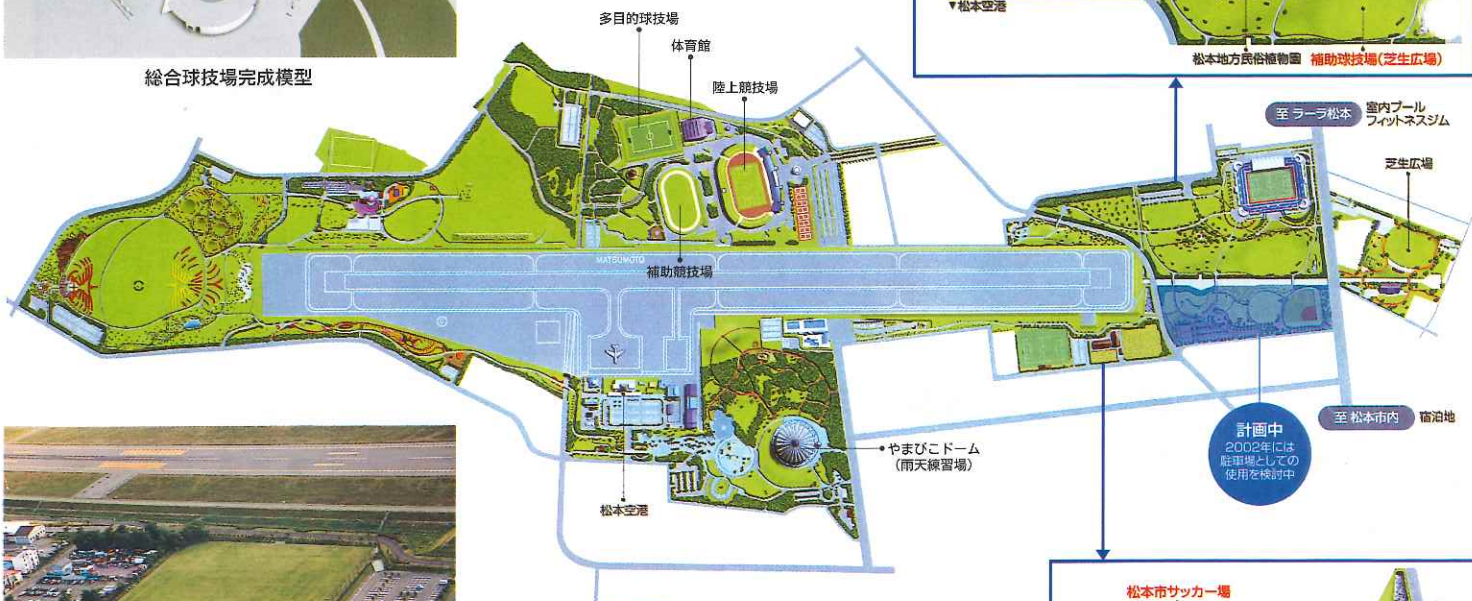 総合球技場完成模型
多目的球技場
体育館
陸上競技場
▼松本空港
松本地方民俗植物園
補助球技場(芝生広場)
至 ラーラ松本
室内プール
フィットネスジム
芝生広場
MATSUMOTO
補助競技場
やまびこドーム
(雨天練習場)
松本空港
計画中
2002年には
駐車場としての
使用を検討中
至 松本市内
宿泊地
松本市サッカー場